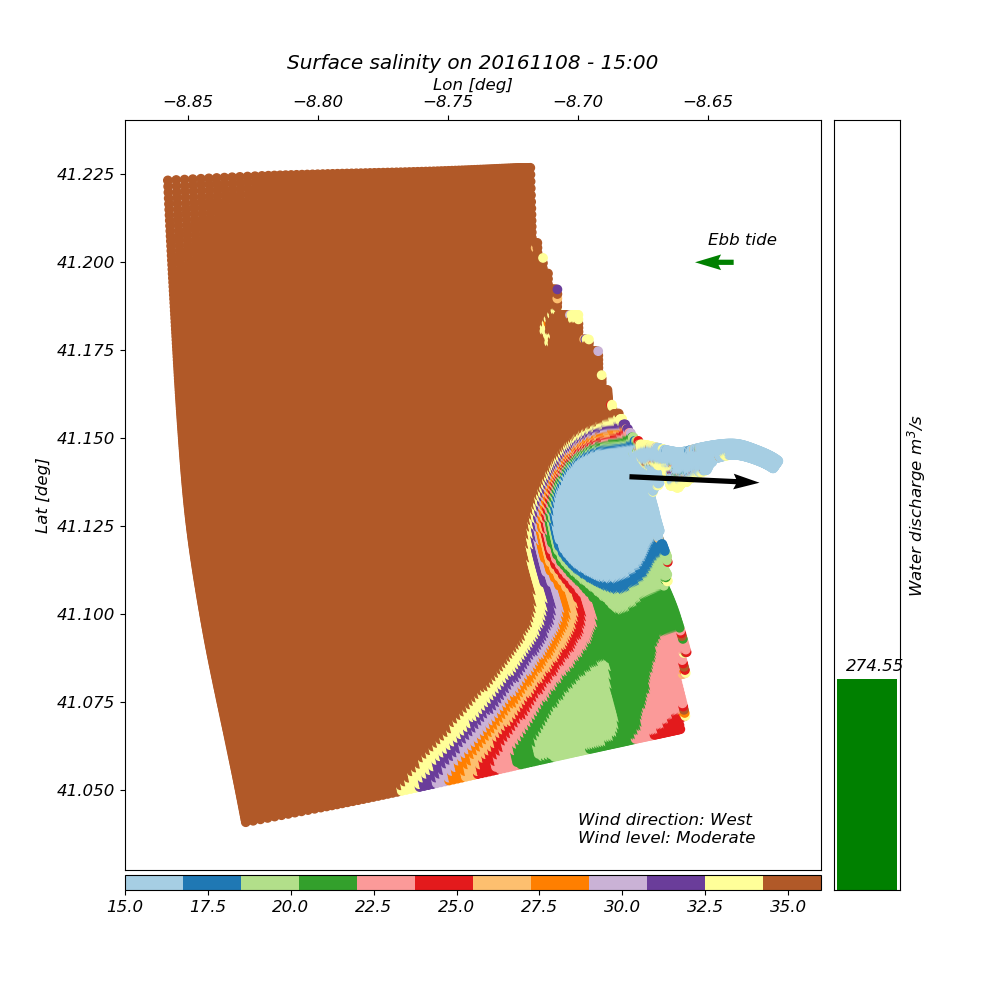 Surface salinity on 20161108 - 15:00
Lon [deg]
−8.85 −8.80 −8.75 −8.70 −8.65
41.225
41.200
41.175
41.150
41.125
41.100
41.075
41.050
Lat [deg]
Ebb tide
Wind direction: West
Wind level: Moderate
15.0 17.5 20.0 22.5 25.0 27.5 30.0 32.5 35.0
274.55
Water discharge m³/s